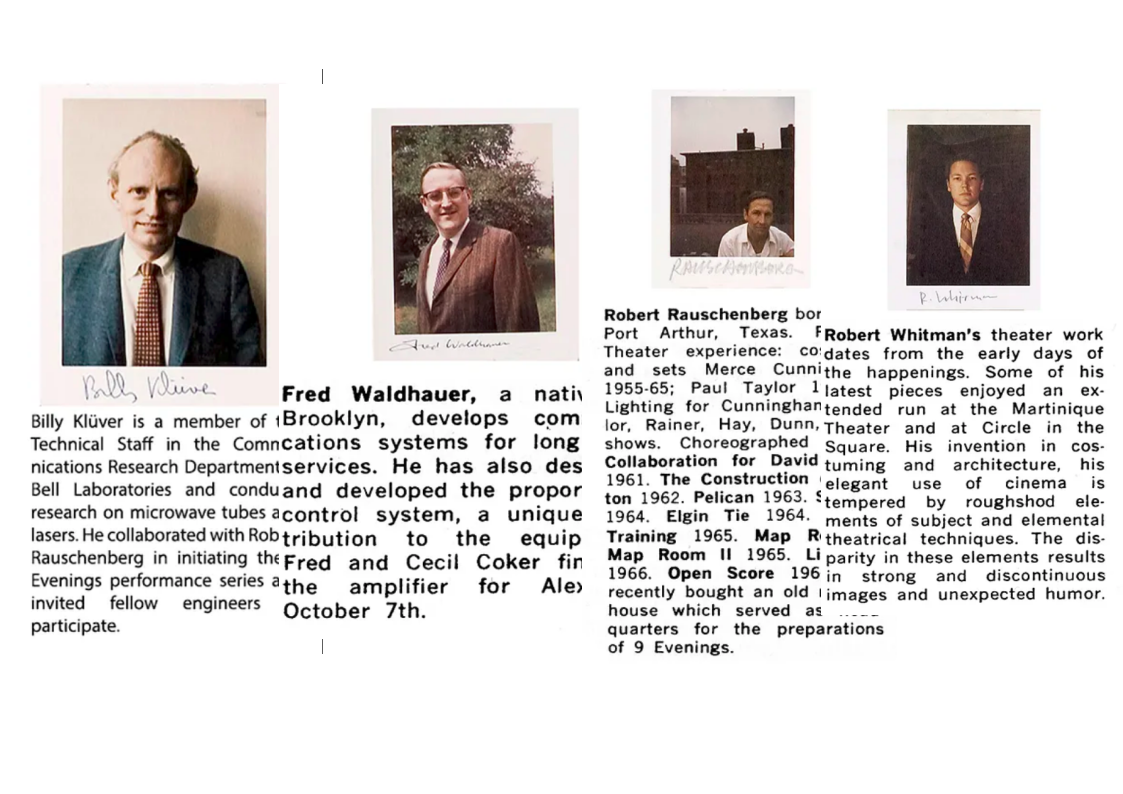 Billy Klüver
Billy Klüver is a member of t
Technical Staff in the Comm
nications Research Department
Bell Laboratories and condu
research on microwave tubes a
lasers. He collaborated with Rob
Rauschenberg in initiating the
Evenings performance series a
invited fellow engineers
participate.
Fred Waldhauer
Fred Waldhauer, a nativ
Brooklyn, develops com
cations systems for long
services. He has also des
and developed the propor
control system, a unique
tribution to the equip
Fred and Cecil Coker fin
the amplifier for Alex
October 7th.
RAUSCHENBERG
Robert Rauschenberg bor
Port Arthur, Texas. F
Theater experience: co
and sets Merce Cunni
1955-65; Paul Taylor 1
Lighting for Cunningham
lor, Rainer, Hay, Dunn,
shows. Choreographed
Collaboration for David
1961. The Construction
ton 1962. Pelican 1963. S
1964. Elgin Tie 1964.
Training 1965. Map R
Map Room II 1965. Li
1966. Open Score 196
recently bought an old
house which served as
quarters for the preparations
of 9 Evenings.
R. Whitman
Robert Whitman's theater work
dates from the early days of
the happenings. Some of his
latest pieces enjoyed an ex-
tended run at the Martinique
Theater and at Circle in the
Square. His invention in cos-
tuming and architecture, his
elegant use of cinema is
tempered by roughshod ele-
ments of subject and elemental
theatrical techniques. The dis-
parity in these elements results
in strong and discontinuous
images and unexpected humor.